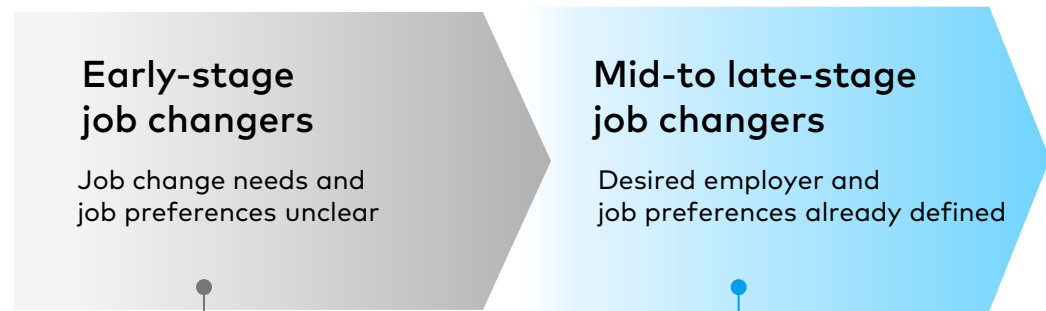 Early-stage
job changers
Job change needs and
job preferences unclear
Mid-to late-stage
job changers
Desired employer and
job preferences already defined